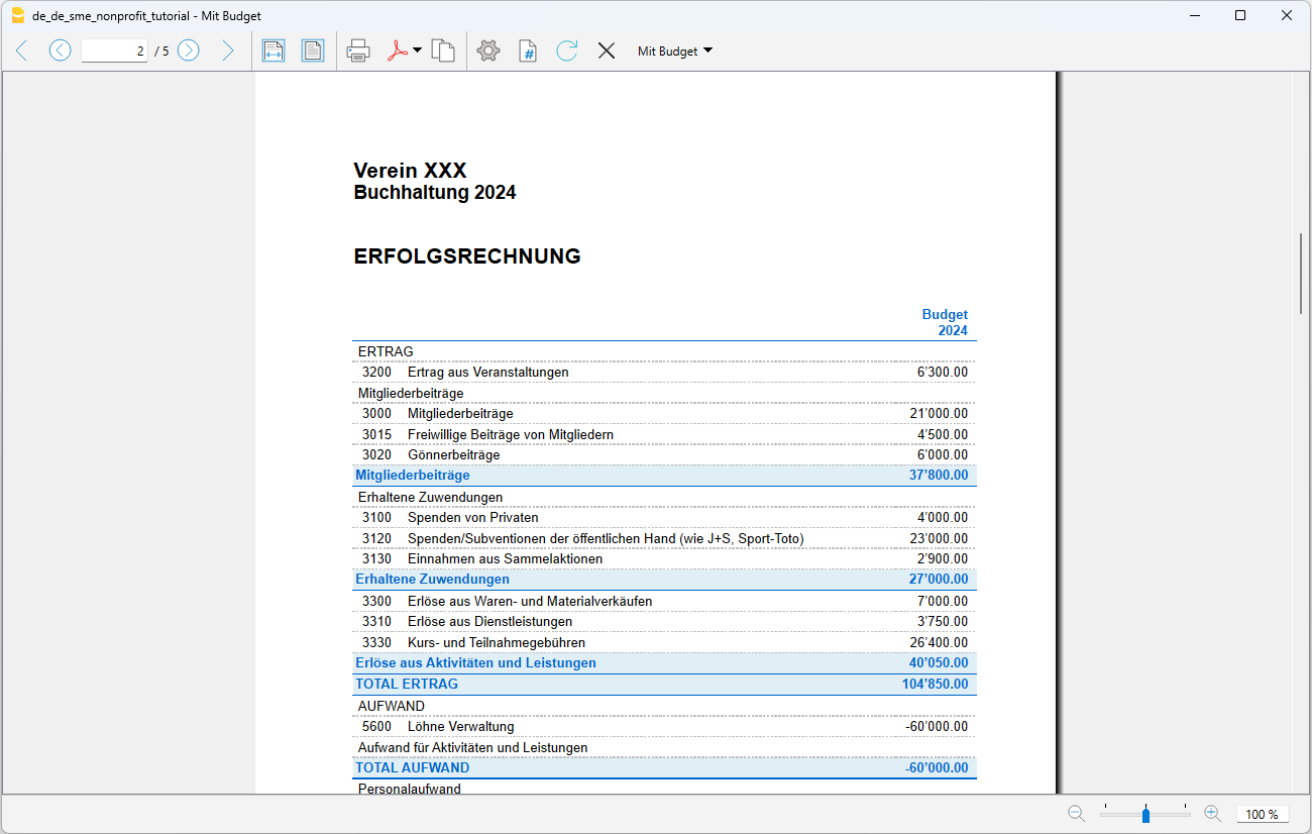 de_de_sme_nonprofit_tutorial - Mit Budget
2 / 5 # Mit Budget
Verein XXX
Buchhaltung 2024
ERFOLGSRECHNUNG
Budget
2024
ERTRAG
3200 Ertrag aus Veranstaltungen 6'300.00
Mitgliederbeiträge
3000 Mitgliederbeiträge 21'000.00
3015 Freiwillige Beiträge von Mitgliedern 4'500.00
3020 Gönnerbeiträge 6'000.00
Mitgliederbeiträge 37'800.00
Erhaltene Zuwendungen
3100 Spenden von Privaten 4'000.00
3120 Spenden/Subventionen der öffentlichen Hand (wie J+S, Sport-Toto) 23'000.00
3130 Einnahmen aus Sammelaktionen 2'900.00
Erhaltene Zuwendungen 27'000.00
3300 Erlöse aus Waren- und Materialverkäufen 7'000.00
3310 Erlöse aus Dienstleistungen 3'750.00
3330 Kurs- und Teilnahmegebühren 26'400.00
Erlöse aus Aktivitäten und Leistungen 40'050.00
TOTAL ERTRAG 104'850.00
AUFWAND
5600 Löhne Verwaltung -60'000.00
Aufwand für Aktivitäten und Leistungen
TOTAL AUFWAND -60'000.00
Personalaufwand
100 %